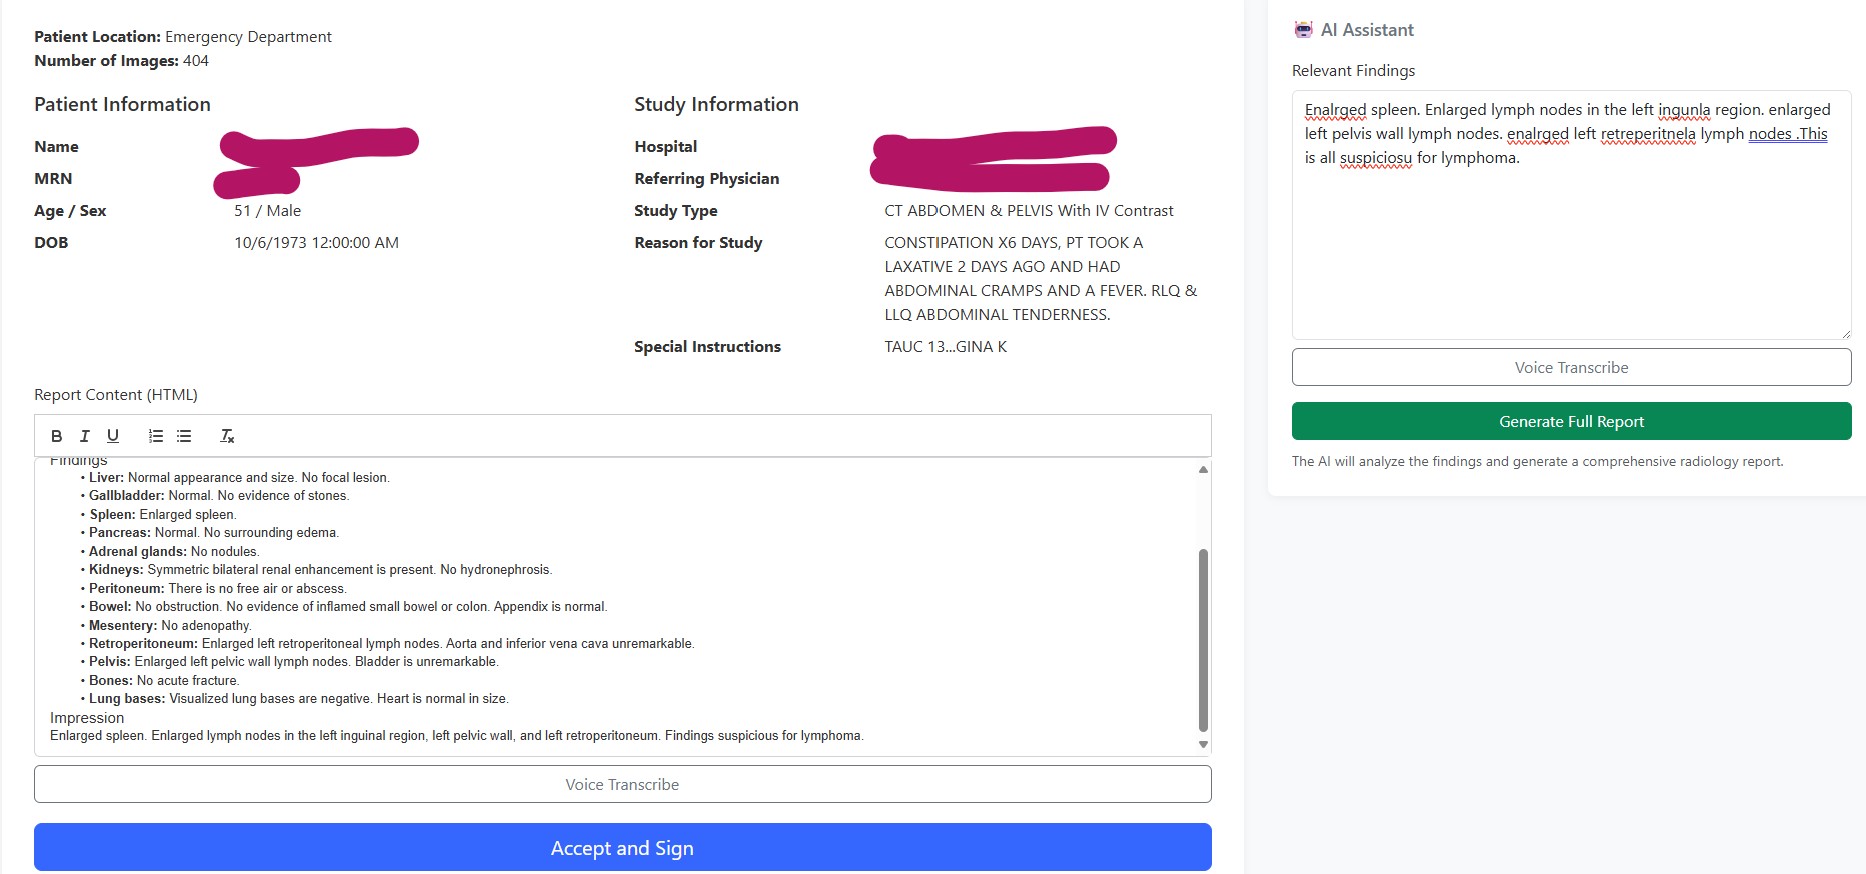 Patient Location: Emergency Department
Number of Images: 404
Patient Information
Name
MRN
Age / Sex 51 / Male
DOB 10/6/1973 12:00:00 AM
Study Information
Hospital
Referring Physician
Study Type CT ABDOMEN & PELVIS With IV Contrast
Reason for Study CONSTIPATION X6 DAYS, PT TOOK A
LAXATIVE 2 DAYS AGO AND HAD
ABDOMINAL CRAMPS AND A FEVER. RLQ &
LLQ ABDOMINAL TENDERNESS.
Special Instructions TAUC 13...GINA K
Report Content (HTML)
B I U
Findings
• Liver: Normal appearance and size. No focal lesion.
• Gallbladder: Normal. No evidence of stones.
• Spleen: Enlarged spleen.
• Pancreas: Normal. No surrounding edema.
• Adrenal glands: No nodules.
• Kidneys: Symmetric bilateral renal enhancement is present. No hydronephrosis.
• Peritoneum: There is no free air or abscess.
• Bowel: No obstruction. No evidence of inflamed small bowel or colon. Appendix is normal.
• Mesentery: No adenopathy.
• Retroperitoneum: Enlarged left retroperitoneal lymph nodes. Aorta and inferior vena cava unremarkable.
• Pelvis: Enlarged left pelvic wall lymph nodes. Bladder is unremarkable.
• Bones: No acute fracture.
• Lung bases: Visualized lung bases are negative. Heart is normal in size.
Impression
Enlarged spleen. Enlarged lymph nodes in the left inguinal region, left pelvic wall, and left retroperitoneum. Findings suspicious for lymphoma.
Voice Transcribe
Accept and Sign
AI Assistant
Relevant Findings
Enalrged spleen. Enlarged lymph nodes in the left ingunla region. enlarged
left pelvis wall lymph nodes. enalrged left retreperitnela lymph nodes .This
is all suspiciosu for lymphoma.
Voice Transcribe
Generate Full Report
The AI will analyze the findings and generate a comprehensive radiology report.